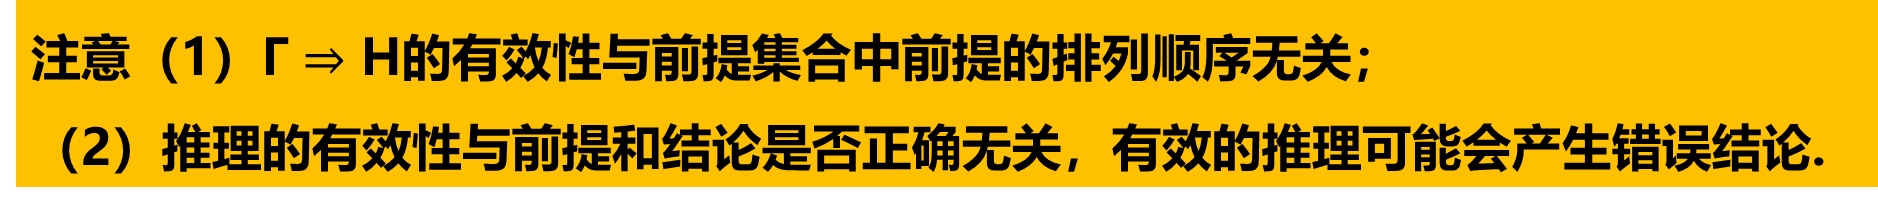 注意（1）Γ ⇒ H的有效性与前提集合中前提的排列顺序无关；
（2）推理的有效性与前提和结论是否正确无关，有效的推理可能会产生错误结论.